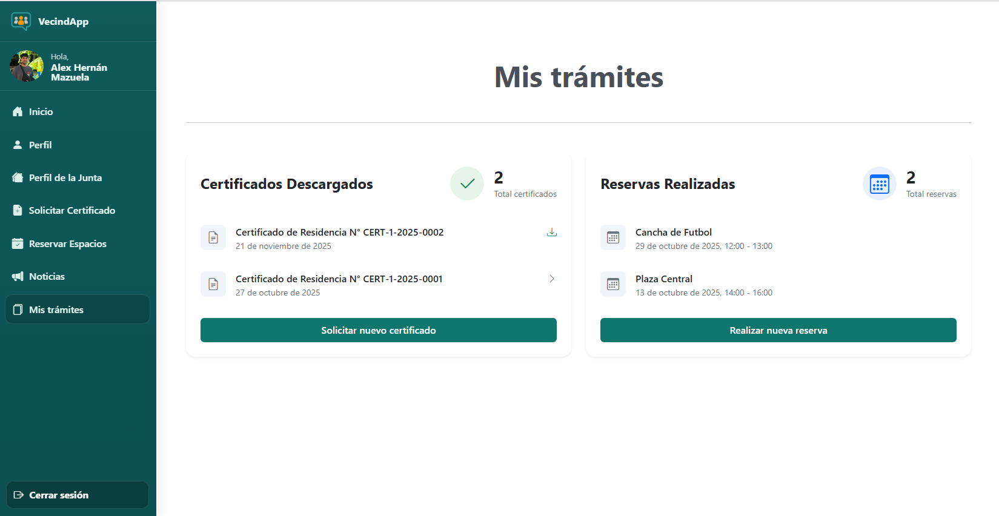 VecindApp
Hola,
Alex Hernán
Mazuela
Inicio
Perfil
Perfil de la Junta
Solicitar Certificado
Reservar Espacios
Noticias
Mis trámites
Cerrar sesión
Mis trámites
Certificados Descargados
2
Total certificados
Certificado de Residencia N° CERT-1-2025-0002
21 de noviembre de 2025
Certificado de Residencia N° CERT-1-2025-0001
27 de octubre de 2025
Solicitar nuevo certificado
Reservas Realizadas
2
Total reservas
Cancha de Futbol
29 de octubre de 2025, 12:00 - 13:00
Plaza Central
13 de octubre de 2025, 14:00 - 16:00
Realizar nueva reserva